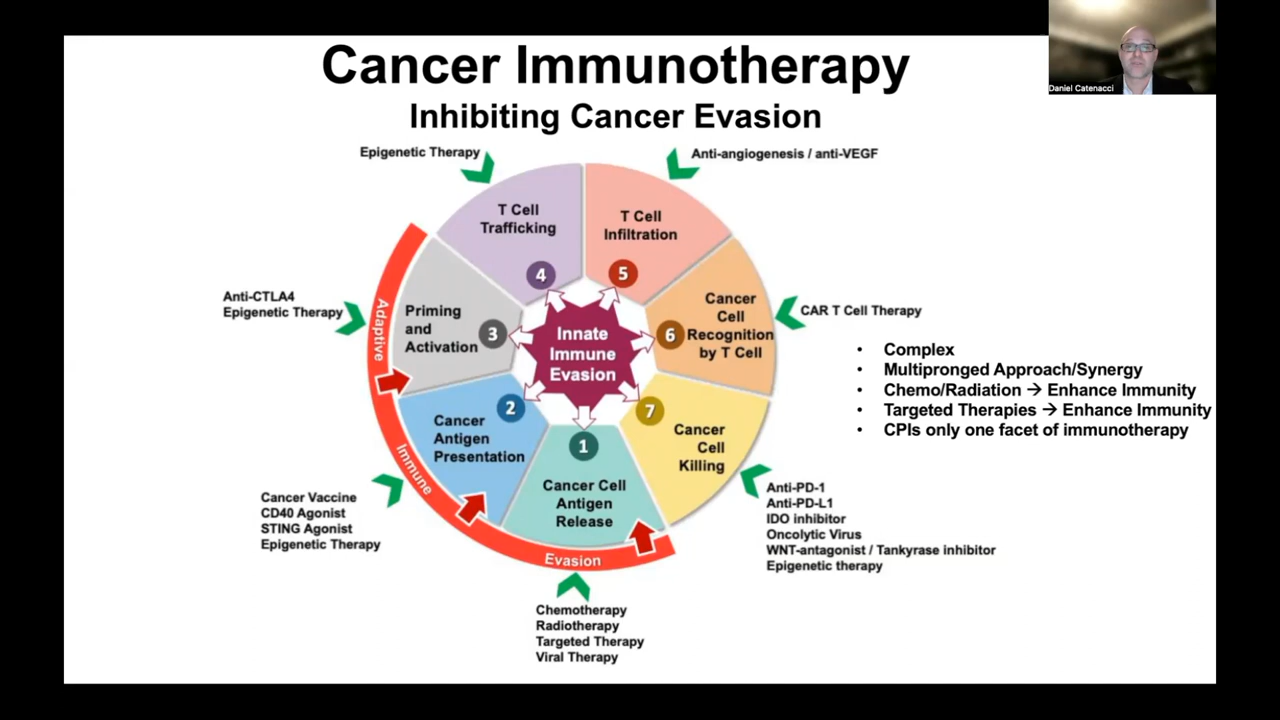 Cancer Immunotherapy
Inhibiting Cancer Evasion
Daniel Catenacci
Epigenetic Therapy
Anti-angiogenesis / anti-VEGF
T Cell
Trafficking
4
T Cell
Infiltration
5
Anti-CTLA4
Epigenetic Therapy
Adaptive
Immune
Evasion
Priming
and
Activation
3
Innate
Immune
Evasion
Cancer
Cell
Recognition
by T Cell
6
CAR T Cell Therapy
• Complex
• Multipronged Approach/Synergy
• Chemo/Radiation → Enhance Immunity
• Targeted Therapies → Enhance Immunity
• CPIs only one facet of immunotherapy
2
Cancer
Antigen
Presentation
1
Cancer Cell
Antigen
Release
7
Cancer
Cell
Killing
Cancer Vaccine
CD40 Agonist
STING Agonist
Epigenetic Therapy
Anti-PD-1
Anti-PD-L1
IDO inhibitor
Oncolytic Virus
WNT-antagonist / Tankyrase inhibitor
Epigenetic therapy
Chemotherapy
Radiotherapy
Targeted Therapy
Viral Therapy